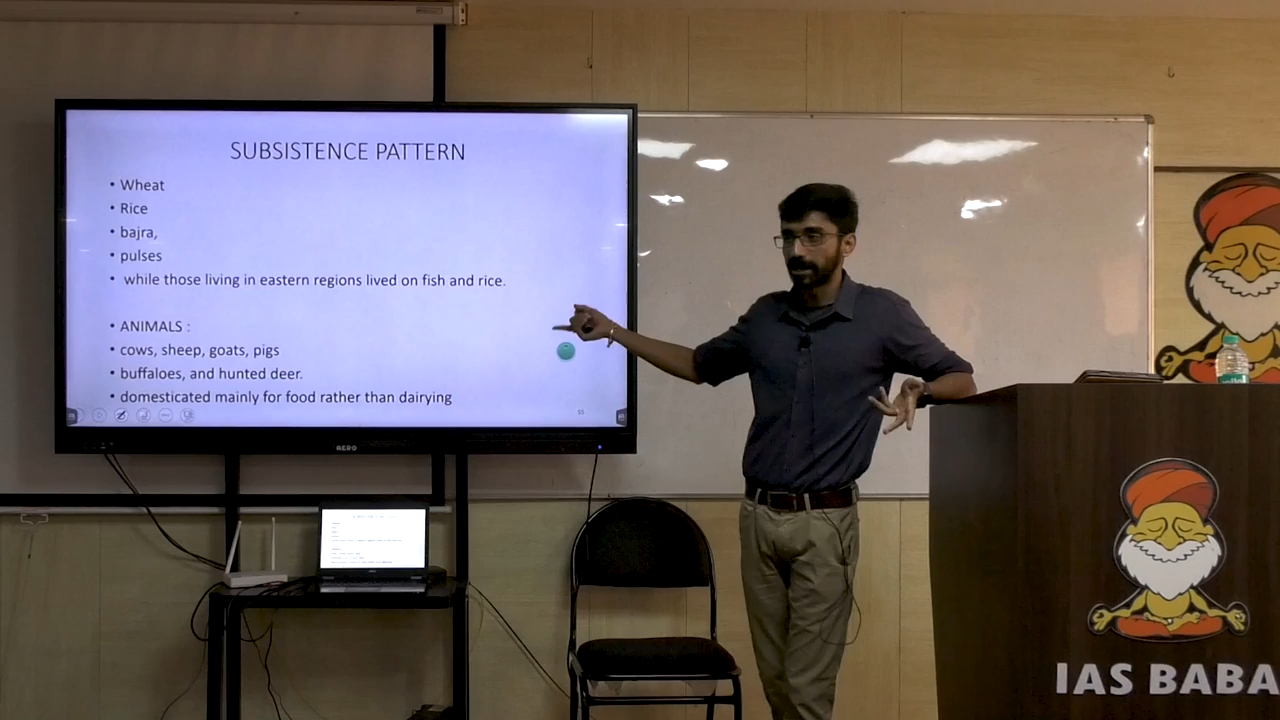 SUBSISTENCE PATTERN
• Wheat
• Rice
• bajra,
• pulses
• while those living in eastern regions lived on fish and rice.
• ANIMALS :
• cows, sheep, goats, pigs
• buffaloes, and hunted deer.
• domesticated mainly for food rather than dairying
55
AERO
IAS BABA